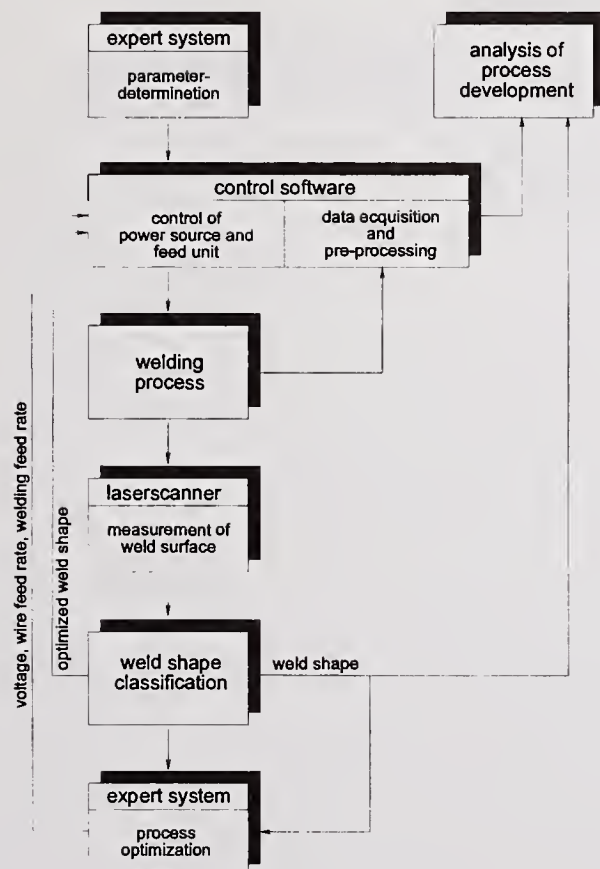 expert system
parameter-
determination
analysis of
process
development
control software
control of
power source and
feed unit
data ecquisition
and
pre-processing
welding
process
laserscanner
measurement of
weld surface
voltage, wire feed rate, welding feed rate
optimized weld shape
weld shape
classification
weld shape
expert system
process
optimization